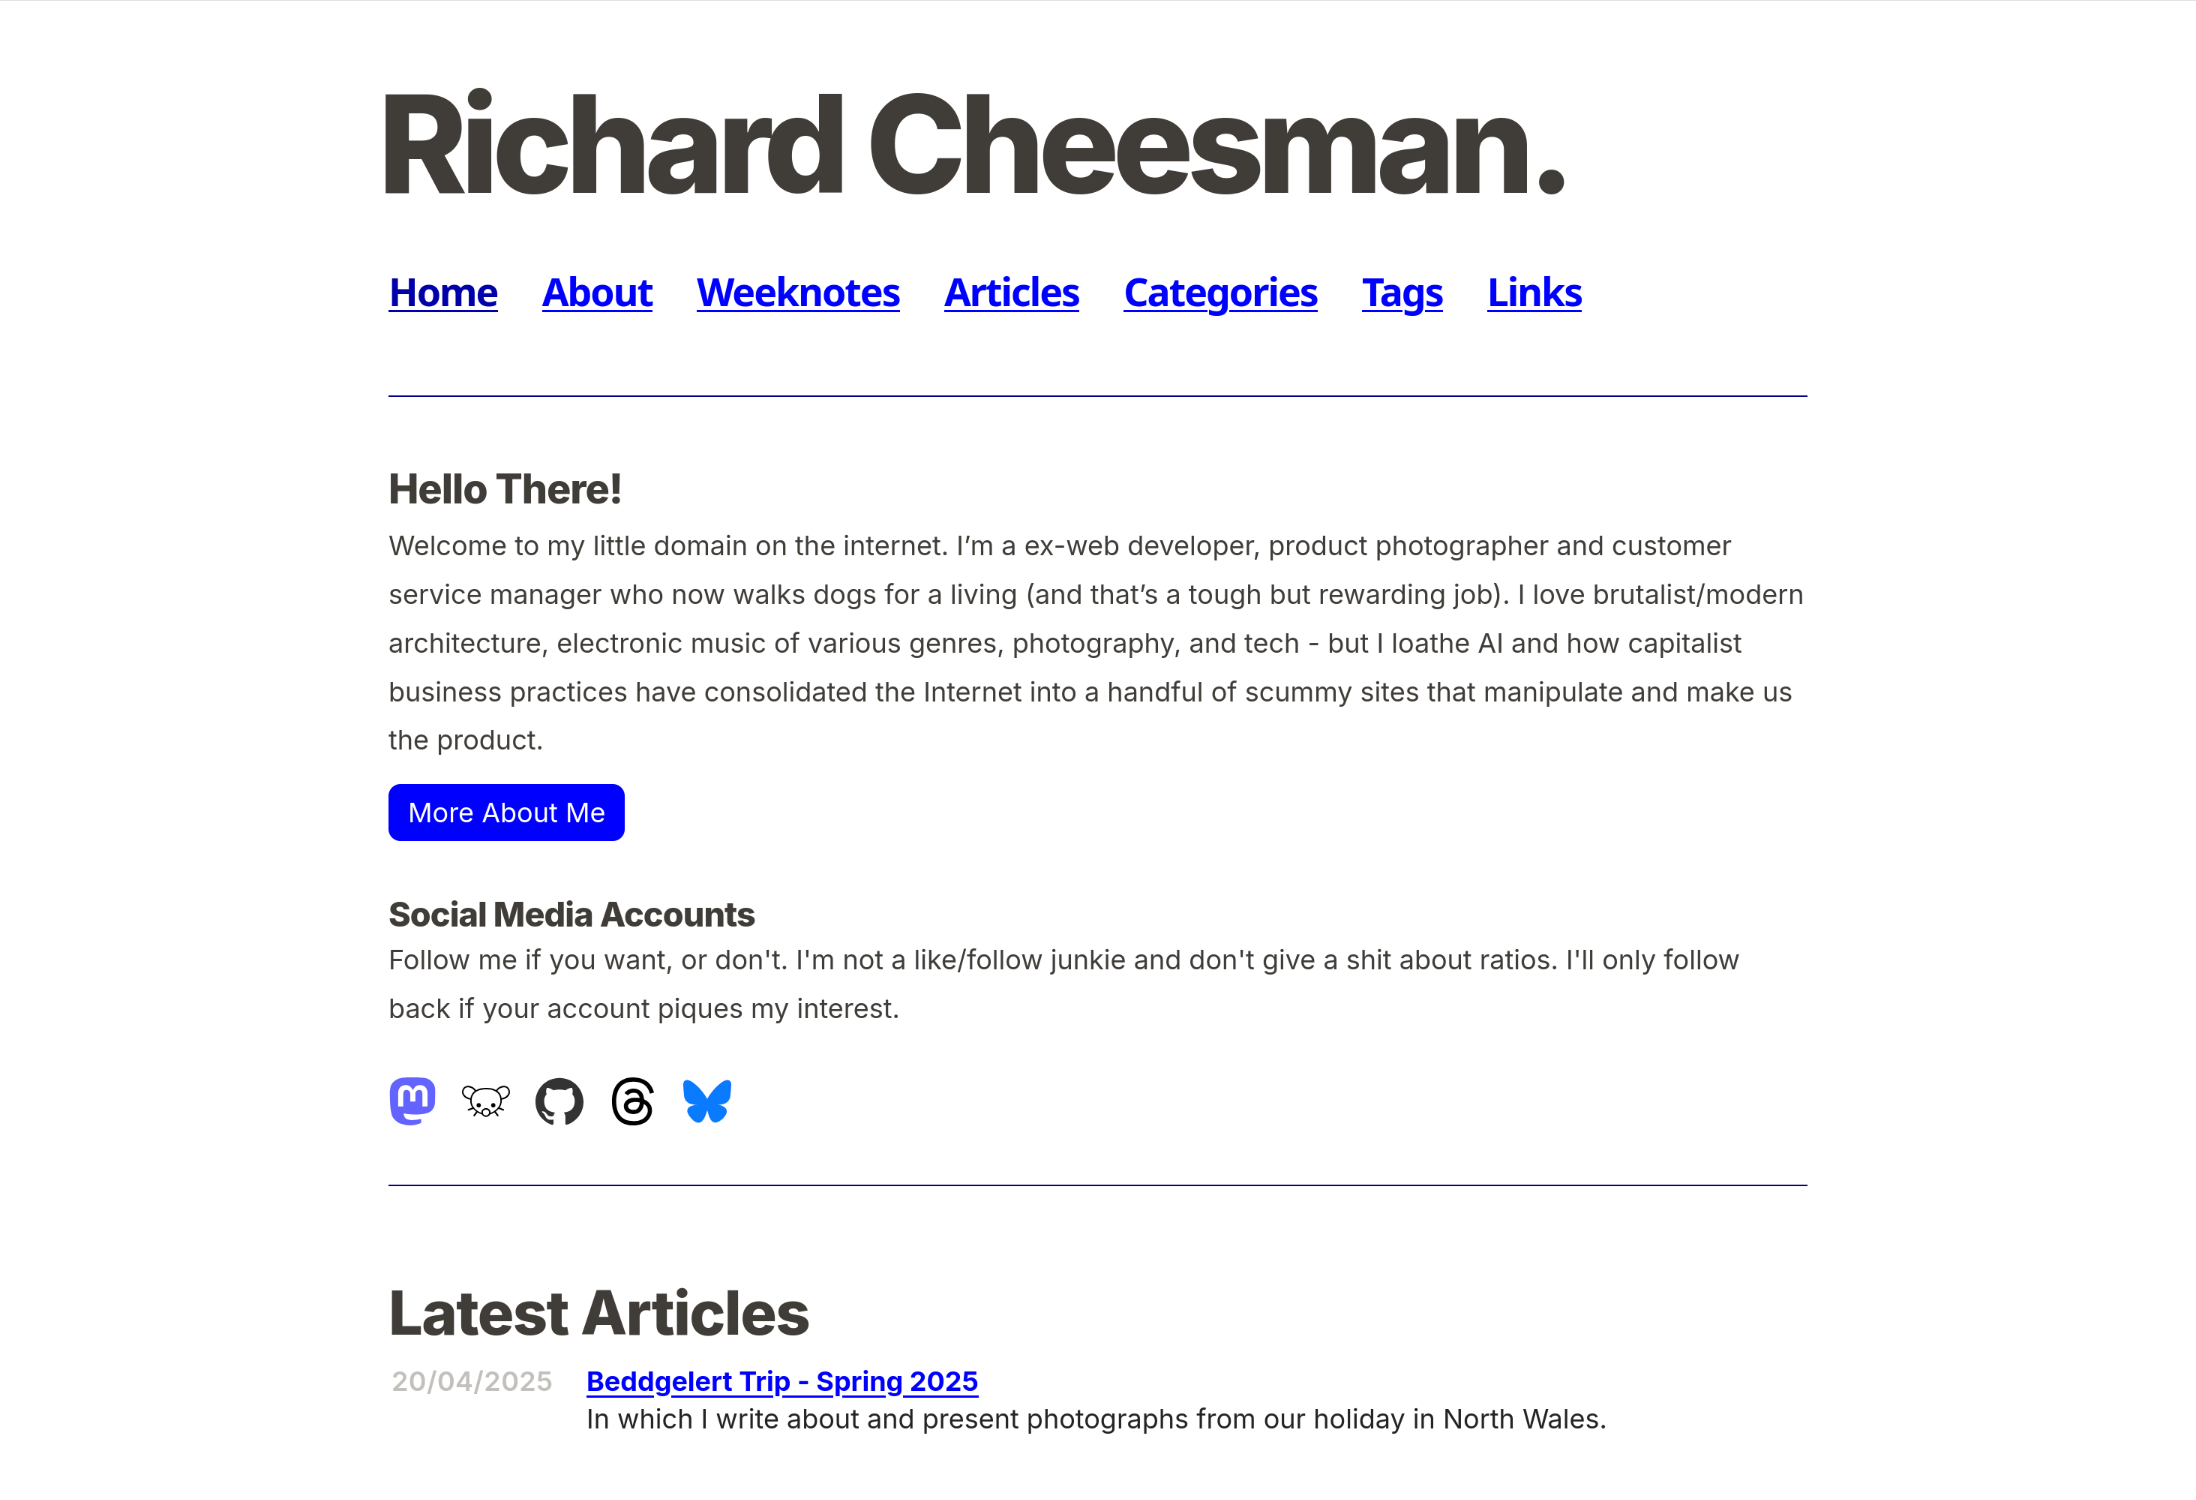 Richard Cheesman.
Home About Weeknotes Articles Categories Tags Links
Hello There!
Welcome to my little domain on the internet. I’m a ex-web developer, product photographer and customer
service manager who now walks dogs for a living (and that’s a tough but rewarding job). I love brutalist/modern
architecture, electronic music of various genres, photography, and tech - but I loathe AI and how capitalist
business practices have consolidated the Internet into a handful of scummy sites that manipulate and make us
the product.
More About Me
Social Media Accounts
Follow me if you want, or don't. I'm not a like/follow junkie and don't give a shit about ratios. I'll only follow
back if your account piques my interest.
Latest Articles
20/04/2025 Beddgelert Trip - Spring 2025
In which I write about and present photographs from our holiday in North Wales.